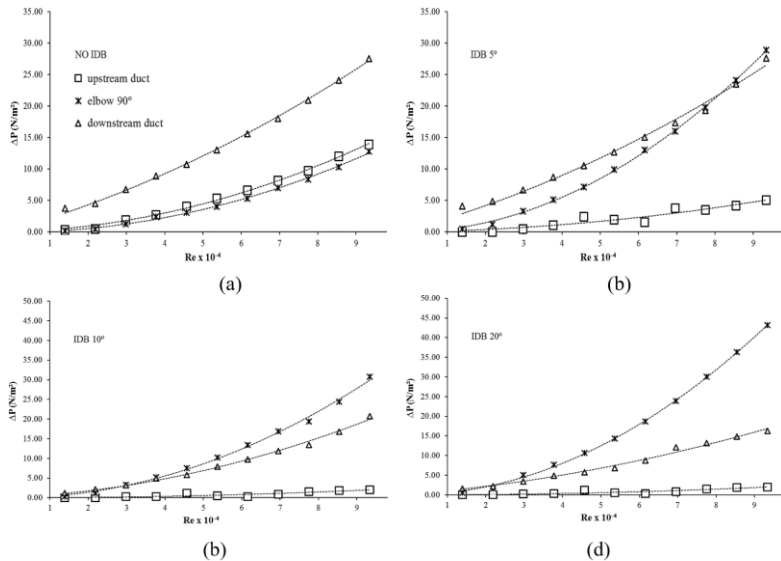 35.00
30.00
25.00
20.00
15.00
10.00
5.00
0.00
ΔP (N/m²)
NO IDB
upstream duct
elbow 90º
downstream duct
1 2 3 4 5 6 7 8 9
Re x 10⁻⁴
(a)
35.00
30.00
25.00
20.00
15.00
10.00
5.00
0.00
ΔP (N/m²)
IDB 5º
1 2 3 4 5 6 7 8 9
Re x 10⁻⁴
(b)
50.00
45.00
40.00
35.00
30.00
25.00
20.00
15.00
10.00
5.00
0.00
ΔP (N/m²)
IDB 10º
1 2 3 4 5 6 7 8 9
Re x 10⁻⁴
(b)
50.00
45.00
40.00
35.00
30.00
25.00
20.00
15.00
10.00
5.00
0.00
ΔP (N/m²)
IDB 20º
1 2 3 4 5 6 7 8 9
Re x 10⁻⁴
(d)